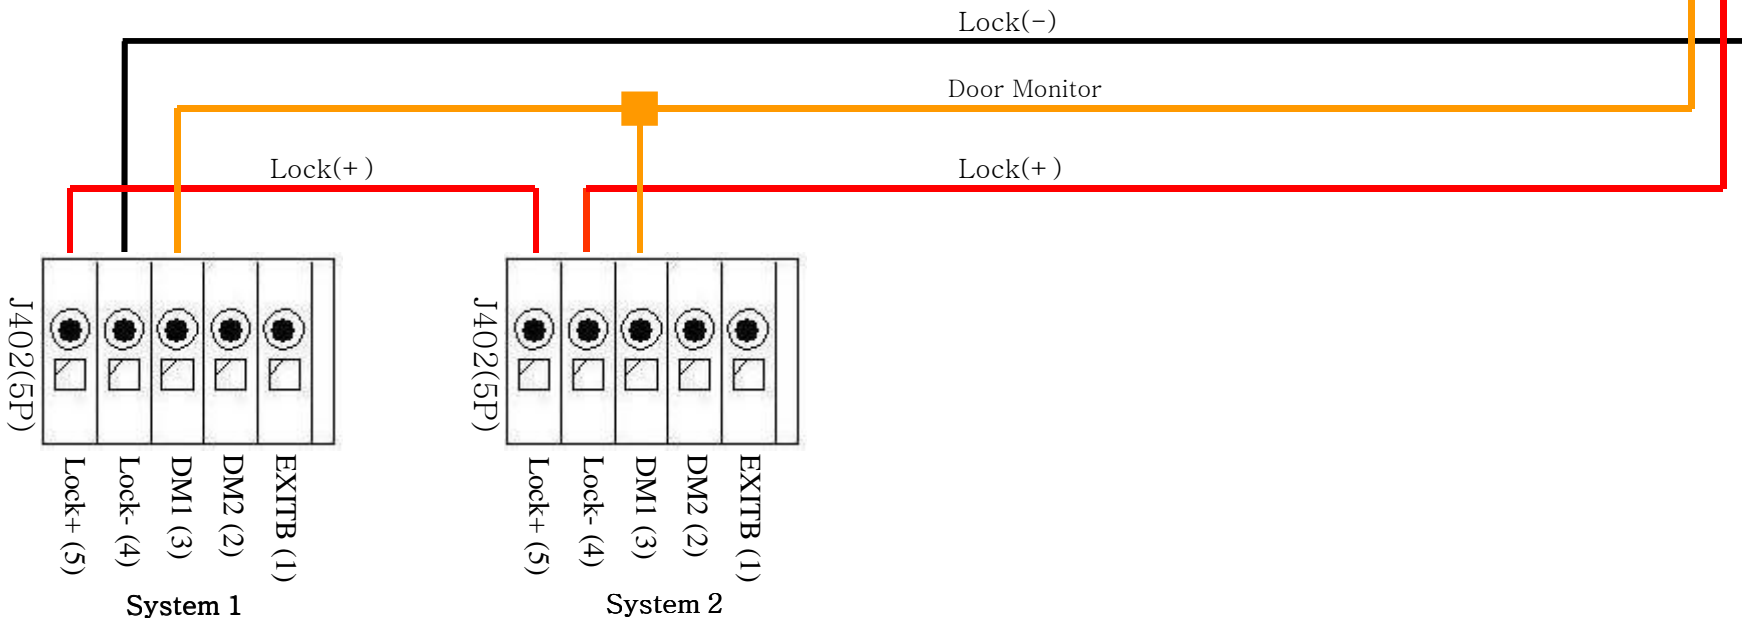 Lock(-)
Door Monitor
Lock(+)
Lock(+)
J402(5P)
Lock+ (5)
Lock- (4)
DM1 (3)
DM2 (2)
EXITB (1)
System 1
J402(5P)
Lock+ (5)
Lock- (4)
DM1 (3)
DM2 (2)
EXITB (1)
System 2